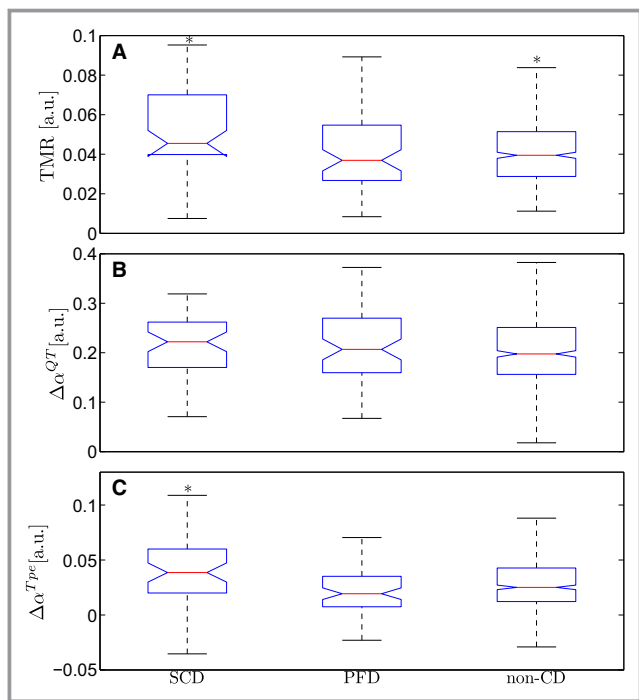 A
*
*
TMR [a.u.]
0.1
0.08
0.06
0.04
0.02
0
B
Δα^{QT}[a.u.]
0.4
0.3
0.2
0.1
0
C
*
Δα^{Tpe}[a.u.]
0.1
0.05
0
−0.05
SCD PFD non-CD